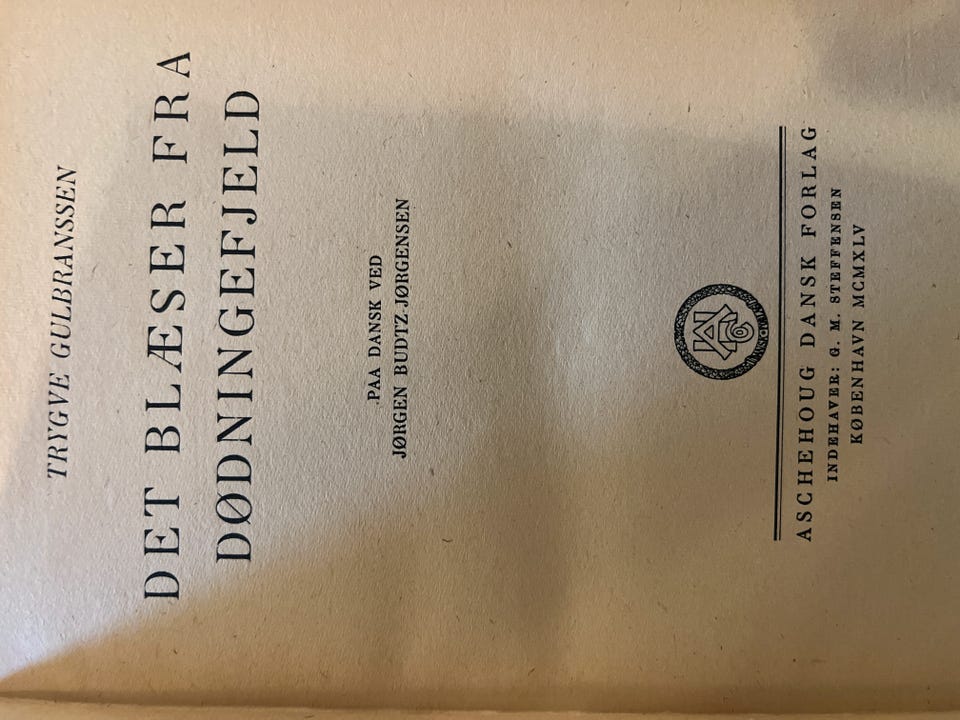 TRYGVE GULBRANSSEN
DET BLÆSER FRA
DØDNINGEFJELD
PAA DANSK VED
JØRGEN BUDTZ JØRGENSEN
ASCHEHOUG DANSK FORLAG
INDEHAVER: G. M. STEFFENSEN
KØBENHAVN MCMXLV